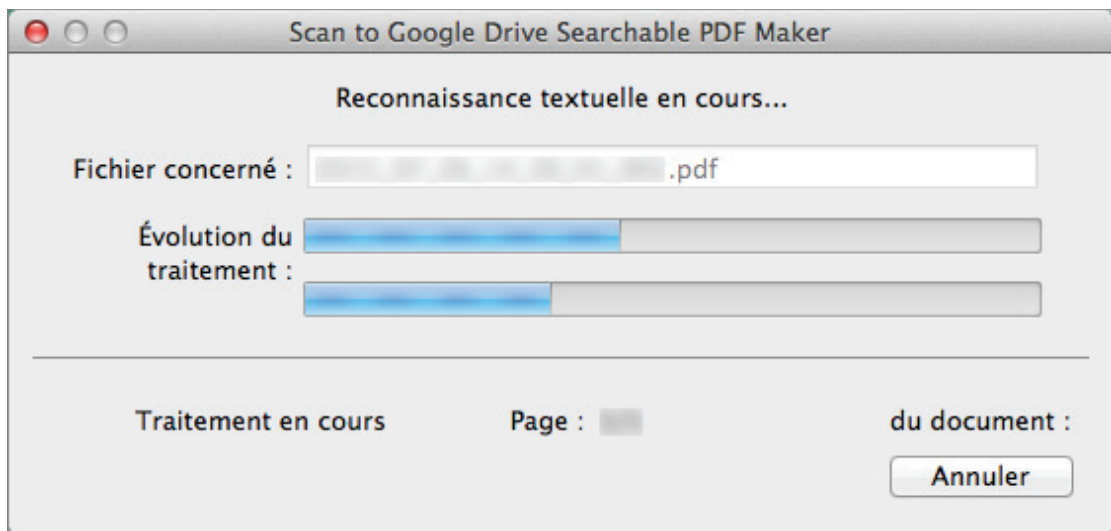 Scan to Google Drive Searchable PDF Maker
Reconnaissance textuelle en cours...
Fichier concerné : .pdf
Évolution du
traitement :
Traitement en cours Page : du document :
Annuler